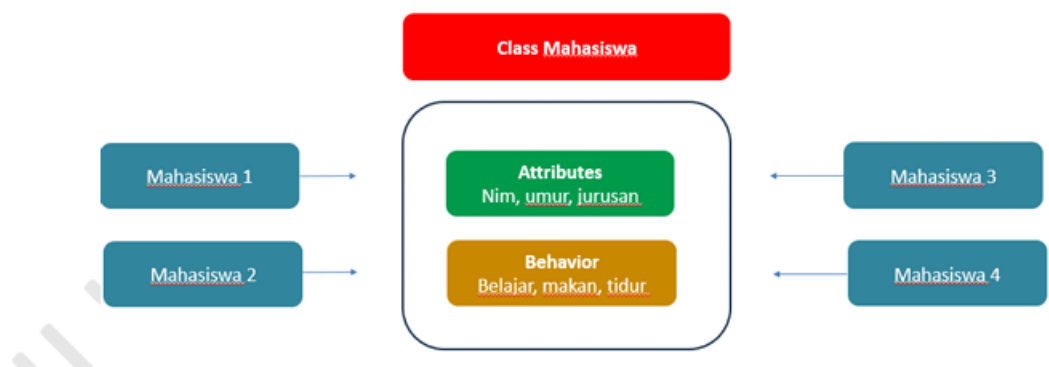 Class Mahasiswa
Mahasiswa 1
Attributes
Nim, umur, jurusan
Mahasiswa 3
Mahasiswa 2
Behavior
Belajar, makan, tidur
Mahasiswa 4